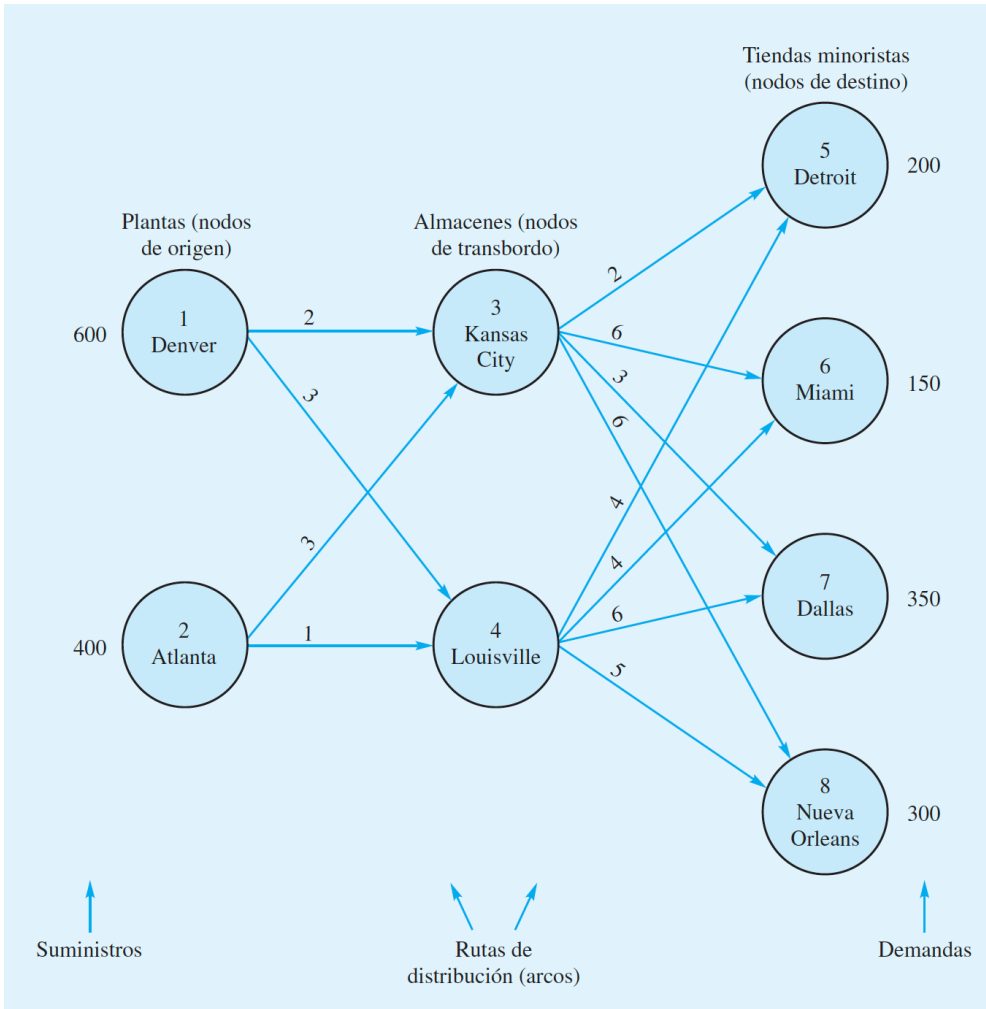 Tiendas minoristas
(nodos de destino)
5
Detroit
200
Plantas (nodos
de origen)
Almacenes (nodos
de transbordo)
600
1
Denver
2
3
Kansas
City
2
6
3
6
3
6
Miami
150
3
4
4
6
5
7
Dallas
350
400
2
Atlanta
1
4
Louisville
8
Nueva
Orleans
300
Suministros
Rutas de
distribución (arcos)
Demandas